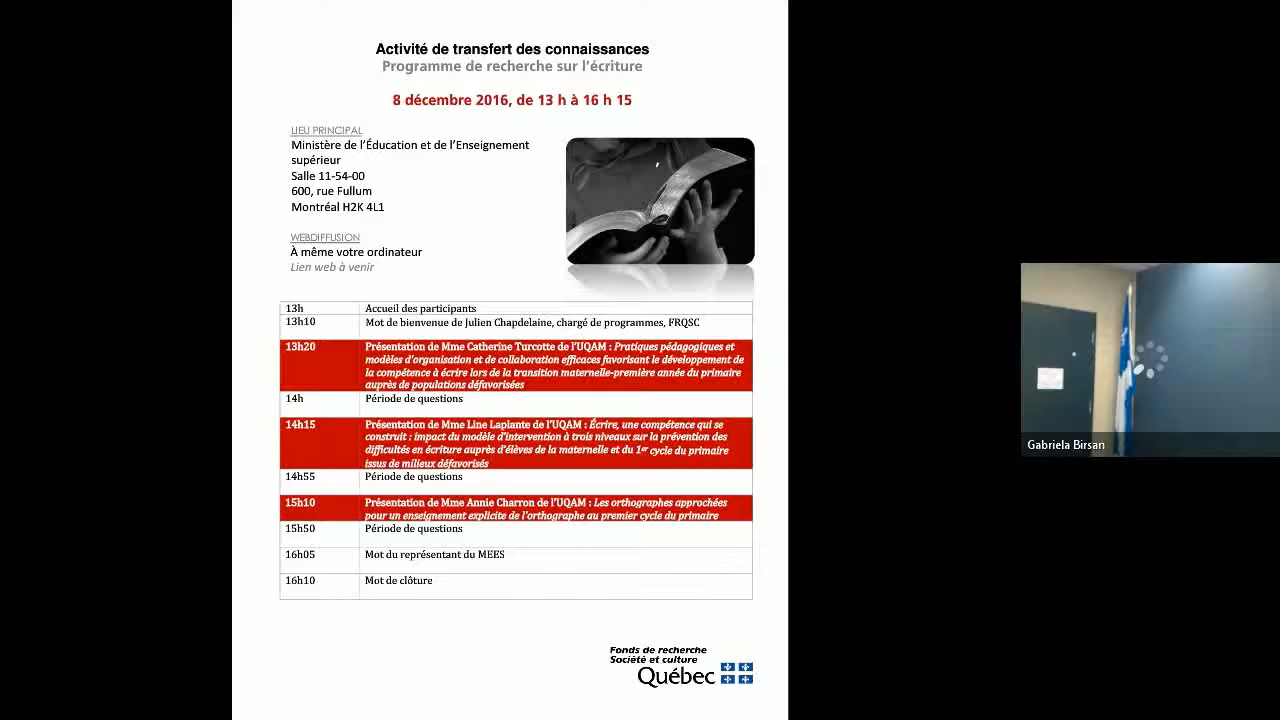 Activité de transfert des connaissances
Programme de recherche sur l'écriture
8 décembre 2016, de 13 h à 16 h 15
LIEU PRINCIPAL
Ministère de l'Éducation et de l'Enseignement
supérieur
Salle 11-54-00
600, rue Fullum
Montréal H2K 4L1
WEBDIFFUSION
À même votre ordinateur
Lien web à venir
13h Accueil des participants
13h10 Mot de bienvenue de Julien Chapdelaine, chargé de programmes, FRQSC
13h20 Présentation de Mme Catherine Turcotte de l'UQAM : Pratiques pédagogiques et
modèles d'organisation et de collaboration efficaces favorisant le développement de
la compétence à écrire lors de la transition maternelle-première année du primaire
auprès de populations défavorisées
14h Période de questions
14h15 Présentation de Mme Line Laplante de l'UQAM : Écrire, une compétence qui se
construit : impact du modèle d'intervention à trois niveaux sur la prévention des
difficultés en écriture auprès d'élèves de la maternelle et du 1er cycle du primaire
issus de milieux défavorisés
14h55 Période de questions
15h10 Présentation de Mme Annie Charron de l'UQAM : Les orthographes approchées
pour un enseignement explicite de l'orthographe au premier cycle du primaire
15h50 Période de questions
16h05 Mot du représentant du MEES
16h10 Mot de clôture
Fonds de recherche
Société et culture
Québec
Gabriela Birsan